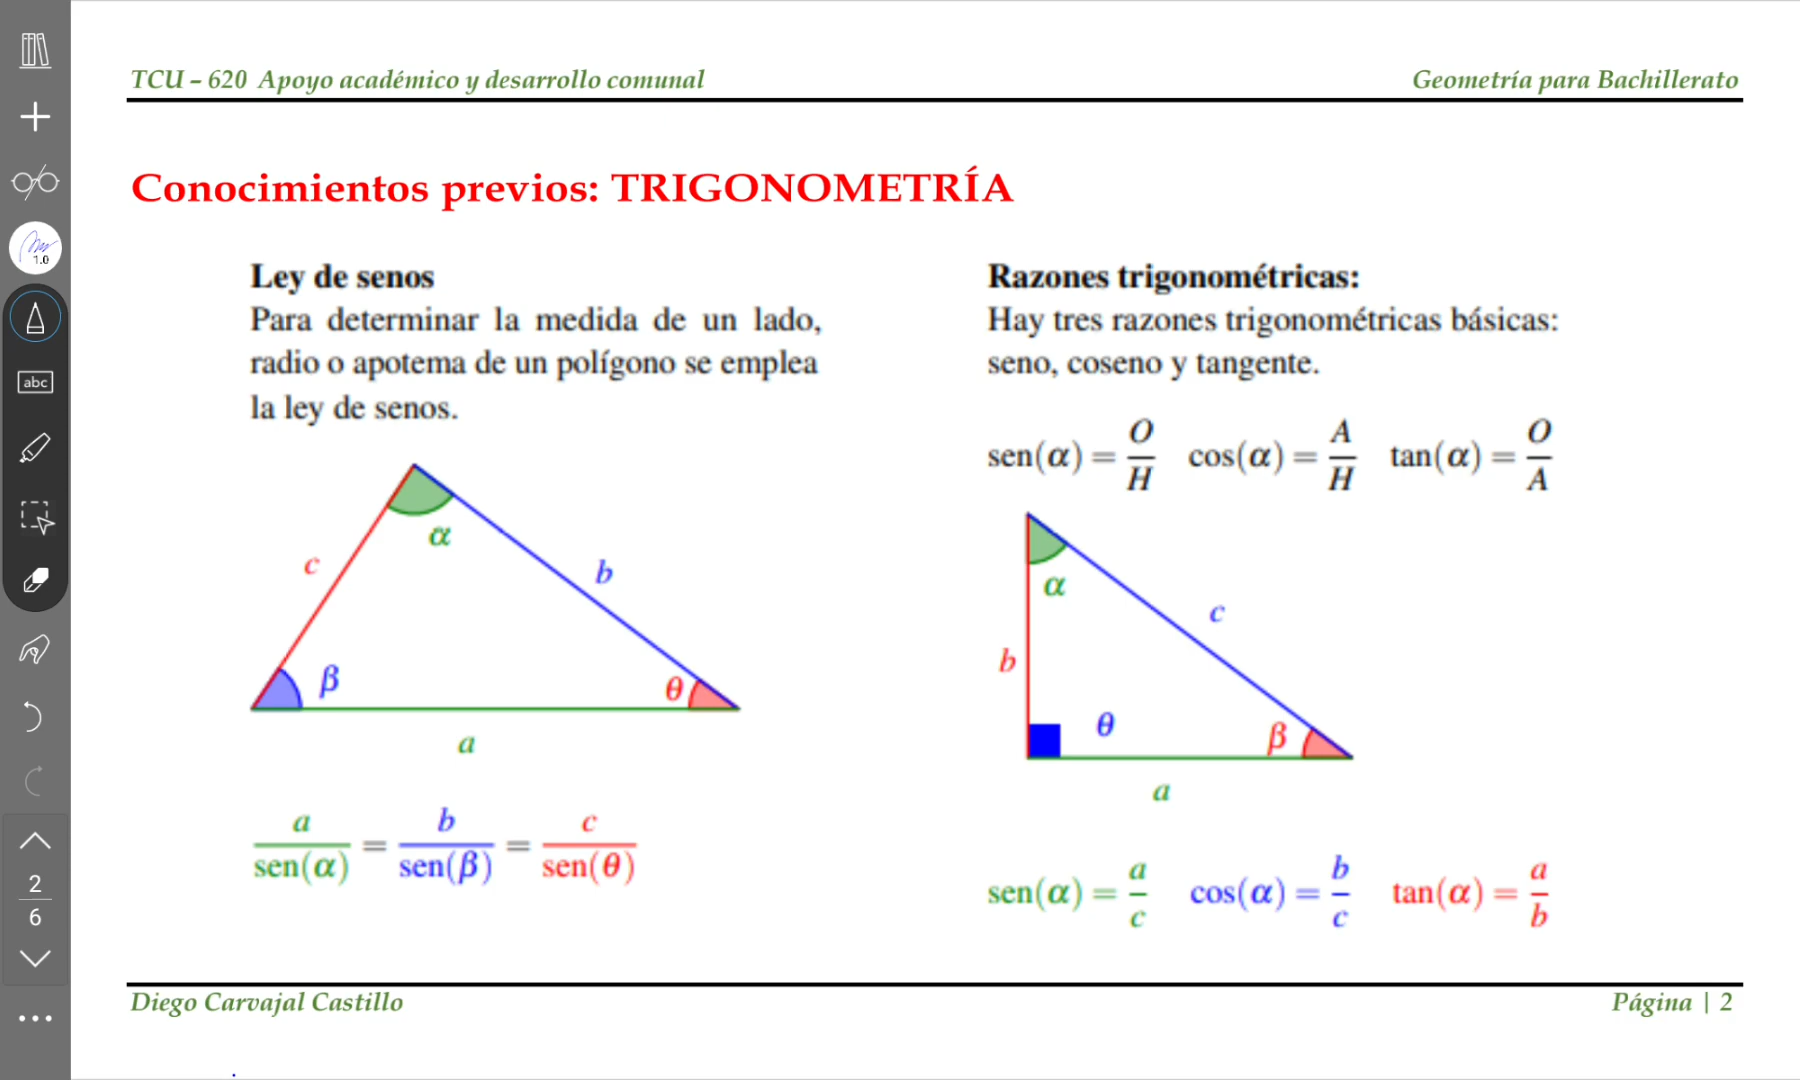 TCU – 620 Apoyo académico y desarrollo comunal
Geometría para Bachillerato
Conocimientos previos: TRIGONOMETRÍA
Ley de senos
Para determinar la medida de un lado,
radio o apotema de un polígono se emplea
la ley de senos.
α
c
b
β
θ
a
a/sen(α) = b/sen(β) = c/sen(θ)
Razones trigonométricas:
Hay tres razones trigonométricas básicas:
seno, coseno y tangente.
sen(α) = O/H cos(α) = A/H tan(α) = O/A
α
c
b
θ
β
a
sen(α) = a/c cos(α) = b/c tan(α) = a/b
Diego Carvajal Castillo
Página | 2
1.0
abc
2
6